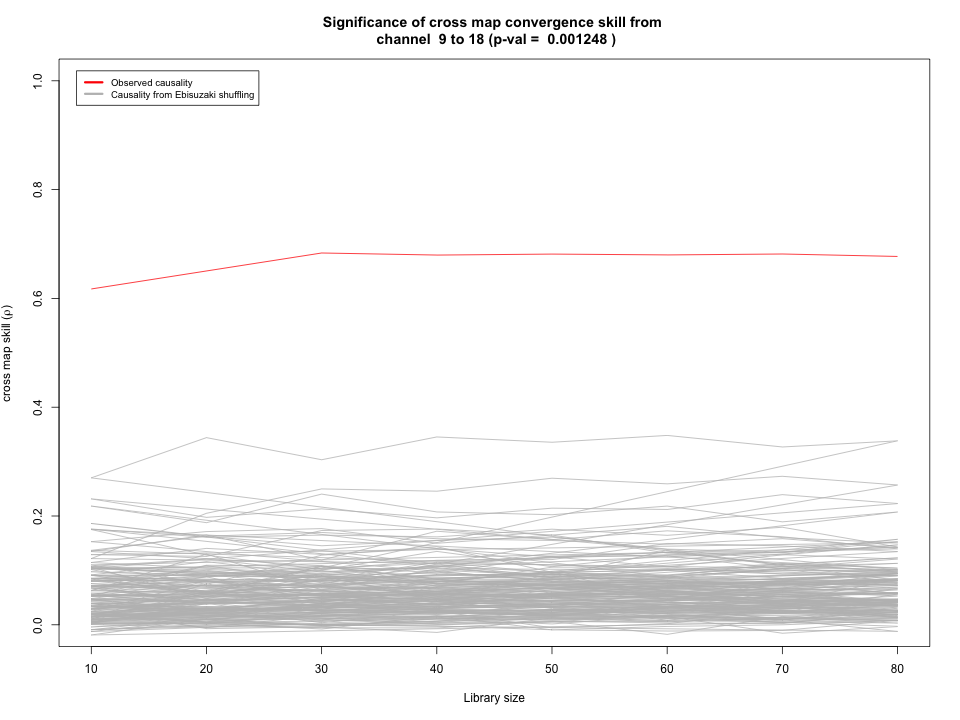 Significance of cross map convergence skill from
channel  9 to 18 (p-val =  0.001248 )
Observed causality
Causality from Ebisuzaki shuffling
cross map skill (ρ)
1.0
0.8
0.6
0.4
0.2
0.0
10 20 30 40 50 60 70 80
Library size